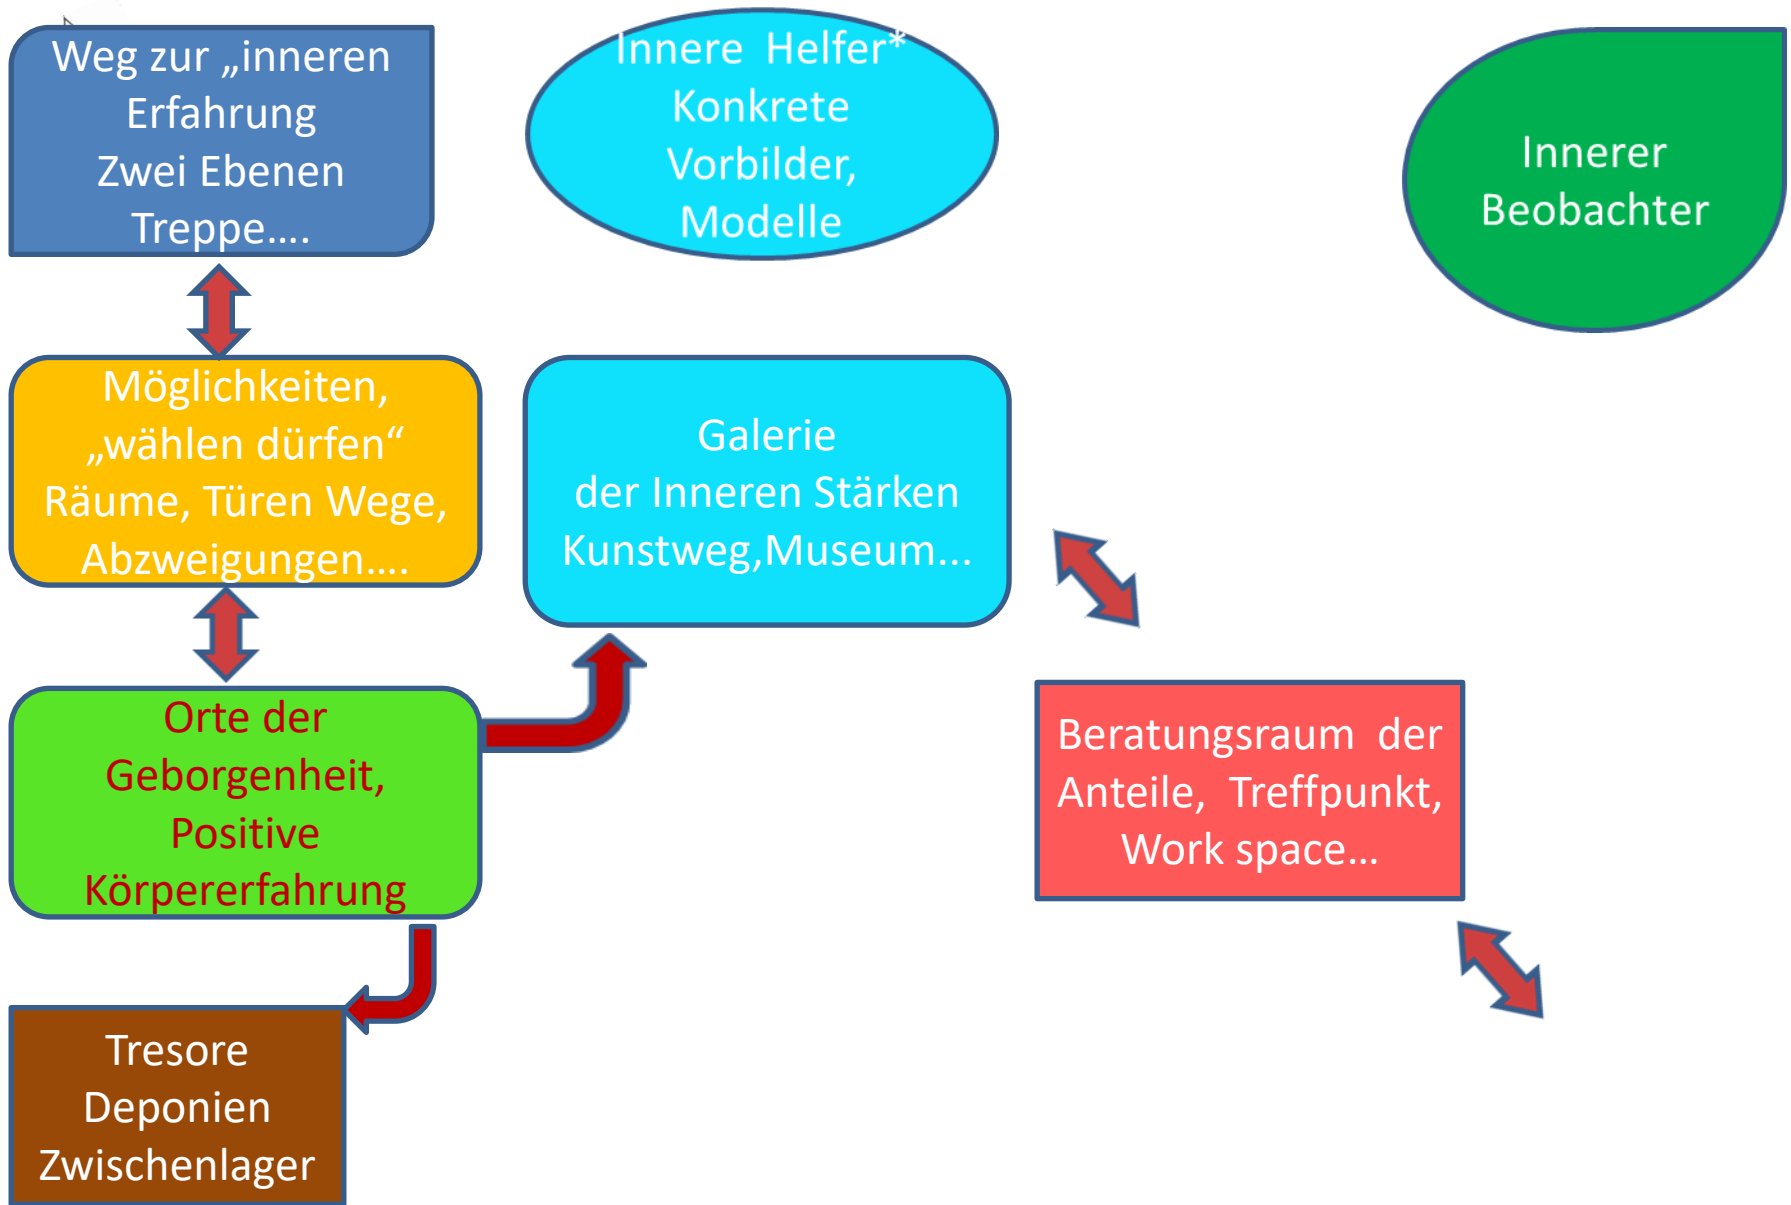 Weg zur „inneren
Erfahrung
Zwei Ebenen
Treppe....
Innere Helfer*
Konkrete
Vorbilder,
Modelle
Innerer
Beobachter
Möglichkeiten,
„wählen dürfen“
Räume, Türen Wege,
Abzweigungen....
Galerie
der Inneren Stärken
Kunstweg,Museum...
Orte der
Geborgenheit,
Positive
Körpererfahrung
Beratungsraum der
Anteile, Treffpunkt,
Work space...
Tresore
Deponien
Zwischenlager